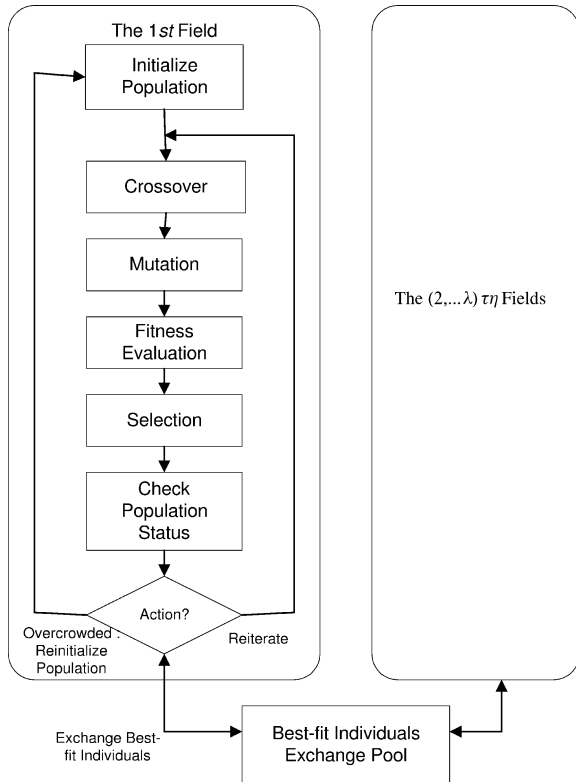 The 1st Field
Initialize
Population
Crossover
Mutation
Fitness
Evaluation
Selection
Check
Population
Status
Action?
Overcrowded :
Reinitialize
Population
Reiterate
The (2,... λ) τη Fields
Exchange Best-
fit Individuals
Best-fit Individuals
Exchange Pool